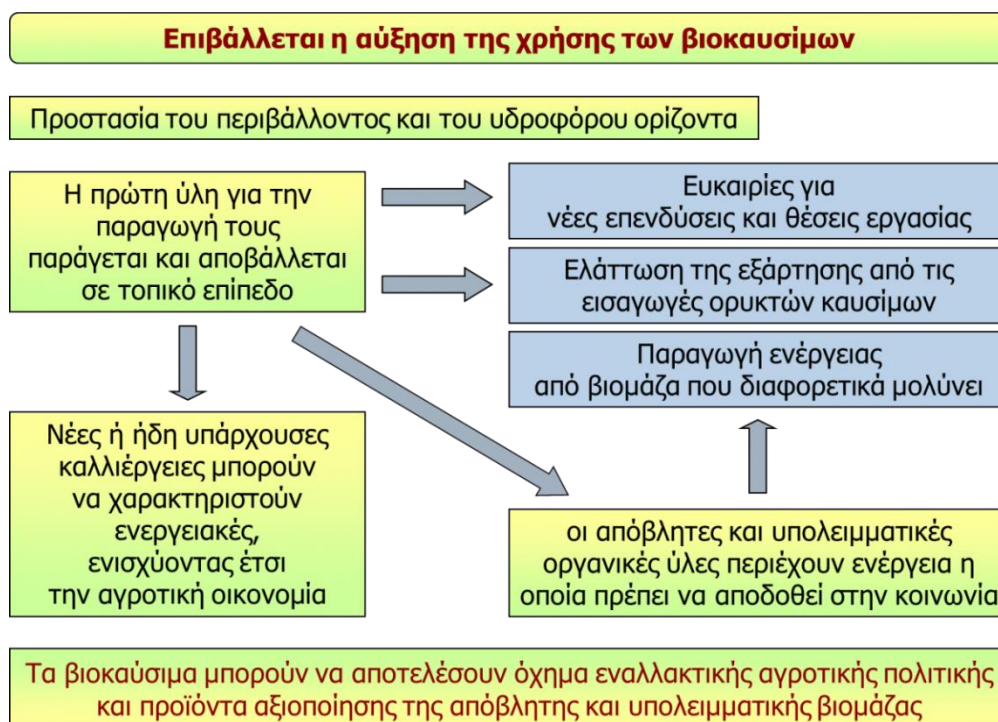 Επιβάλλεται η αύξηση της χρήσης των βιοκαυσίμων
Προστασία του περιβάλλοντος και του υδροφόρου ορίζοντα
Η πρώτη ύλη για την
παραγωγή τους
παράγεται και αποβάλλεται
σε τοπικό επίπεδο
Ευκαιρίες για
νέες επενδύσεις και θέσεις εργασίας
Ελάττωση της εξάρτησης από τις
εισαγωγές ορυκτών καυσίμων
Παραγωγή ενέργειας
από βιομάζα που διαφορετικά μολύνει
Νέες ή ήδη υπάρχουσες
καλλιέργειες μπορούν
να χαρακτηριστούν
ενεργειακές,
ενισχύοντας έτσι
την αγροτική οικονομία
οι απόβλητες και υπολειμματικές
οργανικές ύλες περιέχουν ενέργεια η
οποία πρέπει να αποδοθεί στην κοινωνία
Τα βιοκαύσιμα μπορούν να αποτελέσουν όχημα εναλλακτικής αγροτικής πολιτικής
και προϊόντα αξιοποίησης της απόβλητης και υπολειμματικής βιομάζας